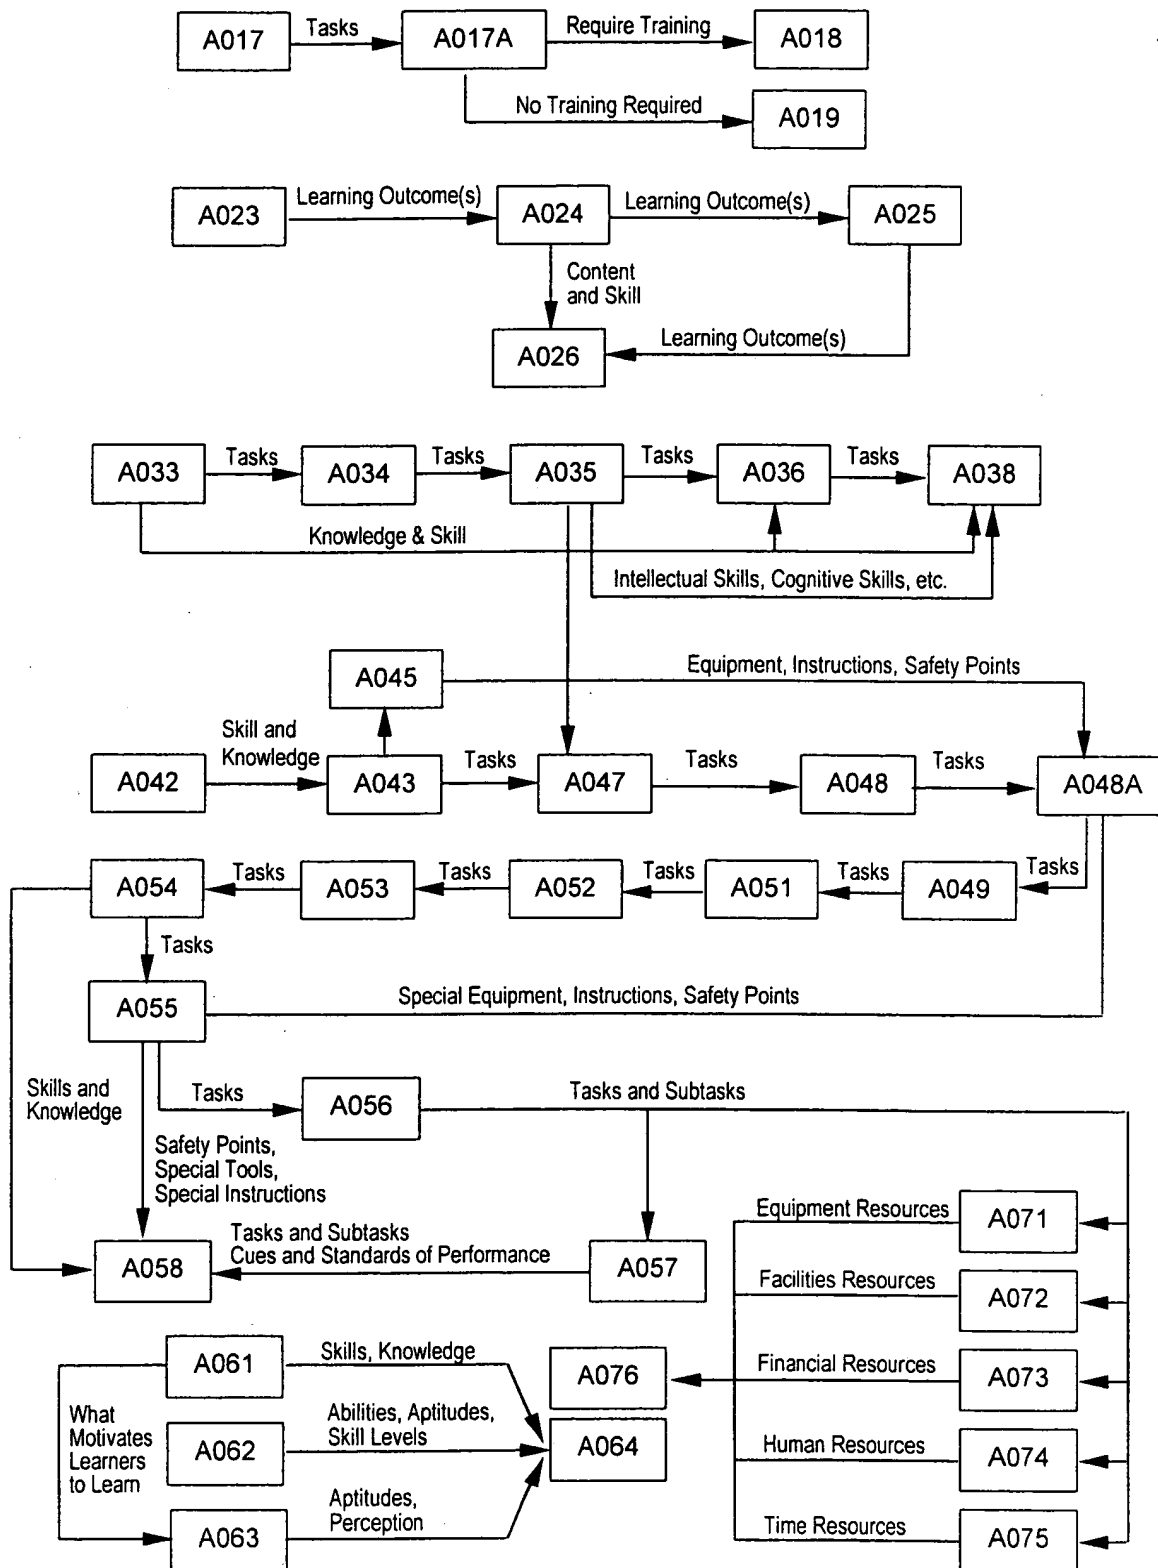 Tasks
Require Training
A017
A017A
A018
No Training Required
A019
Learning Outcome(s)
Learning Outcome(s)
A023
A024
A025
Content
and Skill
Learning Outcome(s)
A026
Tasks
Tasks
Tasks
Tasks
A033
A034
A035
A036
A038
Knowledge & Skill
Intellectual Skills, Cognitive Skills, etc.
A045
Equipment, Instructions, Safety Points
Skill and
Knowledge
Tasks
Tasks
Tasks
A042
A043
A047
A048
A048A
Tasks
Tasks
Tasks
Tasks
Tasks
A054
A053
A052
A051
A049
Tasks
A055
Special Equipment, Instructions, Safety Points
Skills and
Knowledge
Tasks
A056
Tasks and Subtasks
Safety Points,
Special Tools,
Special Instructions
Tasks and Subtasks
Cues and Standards of Performance
A058
A057
Equipment Resources
A071
Facilities Resources
A072
Financial Resources
A073
Human Resources
A074
Time Resources
A075
A076
A061
Skills, Knowledge
What
Motivates
Learners
to Learn
A062
Abilities, Aptitudes,
Skill Levels
A064
A063
Aptitudes,
Perception